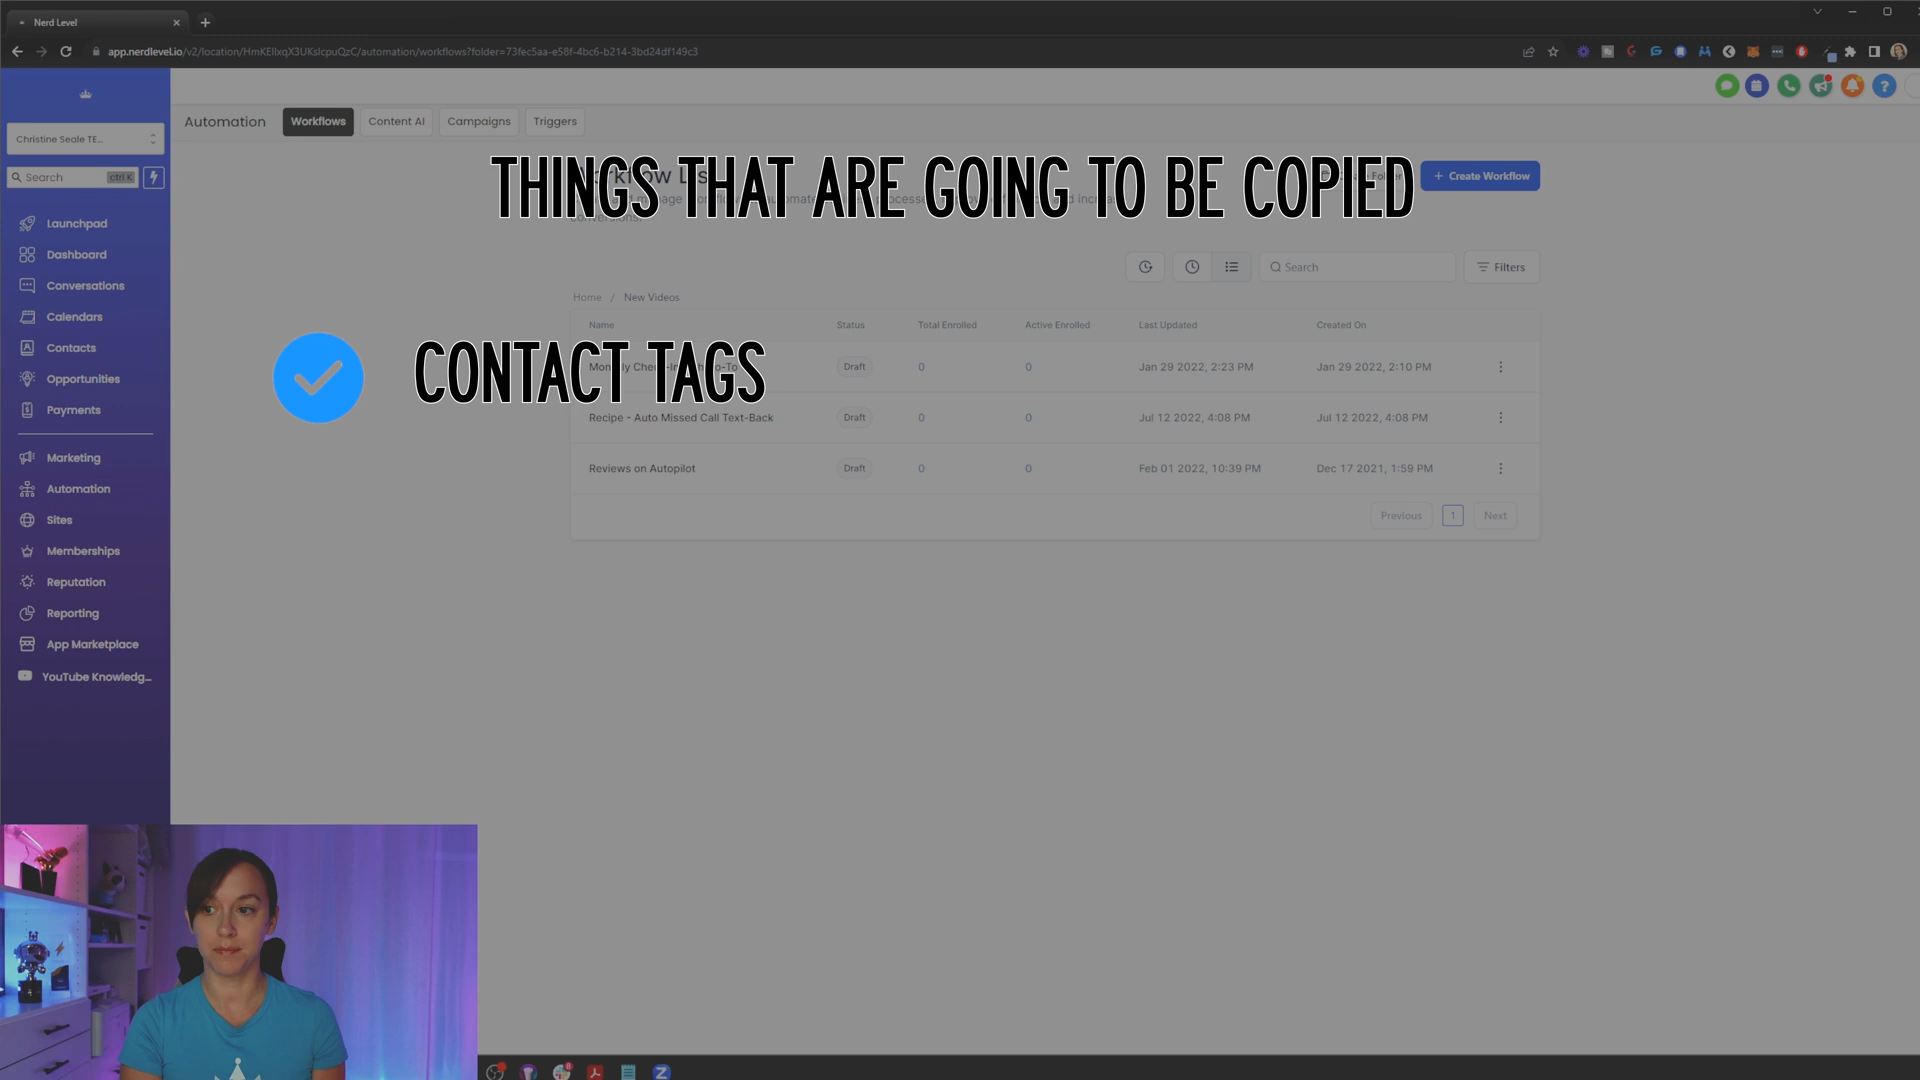 Nerd Level
app.nerdlevel.io/v2/location/HmKEllxqX3UKslcpuQzC/automation/workflows?folder=73fec5aa-e58f-4bc6-b214-3bd24df149c3
Christine Seale TE...
Search ctrl K
Launchpad
Dashboard
Conversations
Calendars
Contacts
Opportunities
Payments
Marketing
Automation
Sites
Memberships
Reputation
Reporting
App Marketplace
YouTube Knowledg...
Automation Workflows Content AI Campaigns Triggers
THINGS THAT ARE GOING TO BE COPIED
+ Create Workflow
Search Filters
Home / New Videos
Name Status Total Enrolled Active Enrolled Last Updated Created On
CONTACT TAGS
Draft 0 0 Jan 29 2022, 2:23 PM Jan 29 2022, 2:10 PM
Recipe - Auto Missed Call Text-Back Draft 0 0 Jul 12 2022, 4:08 PM Jul 12 2022, 4:08 PM
Reviews on Autopilot Draft 0 0 Feb 01 2022, 10:39 PM Dec 17 2021, 1:59 PM
Previous 1 Next